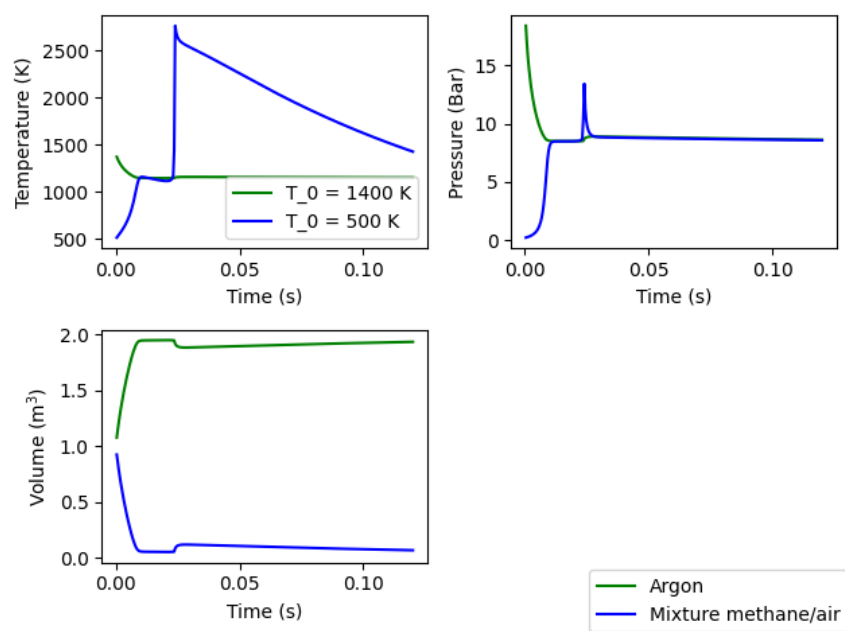 2500
2000
1500
1000
500
Temperature (K)
T_0 = 1400 K
T_0 = 500 K
0.00 0.05 0.10
Time (s)
15
10
5
0
Pressure (Bar)
0.00 0.05 0.10
Time (s)
2.0
1.5
1.0
0.5
0.0
Volume (m³)
0.00 0.05 0.10
Time (s)
Argon
Mixture methane/air